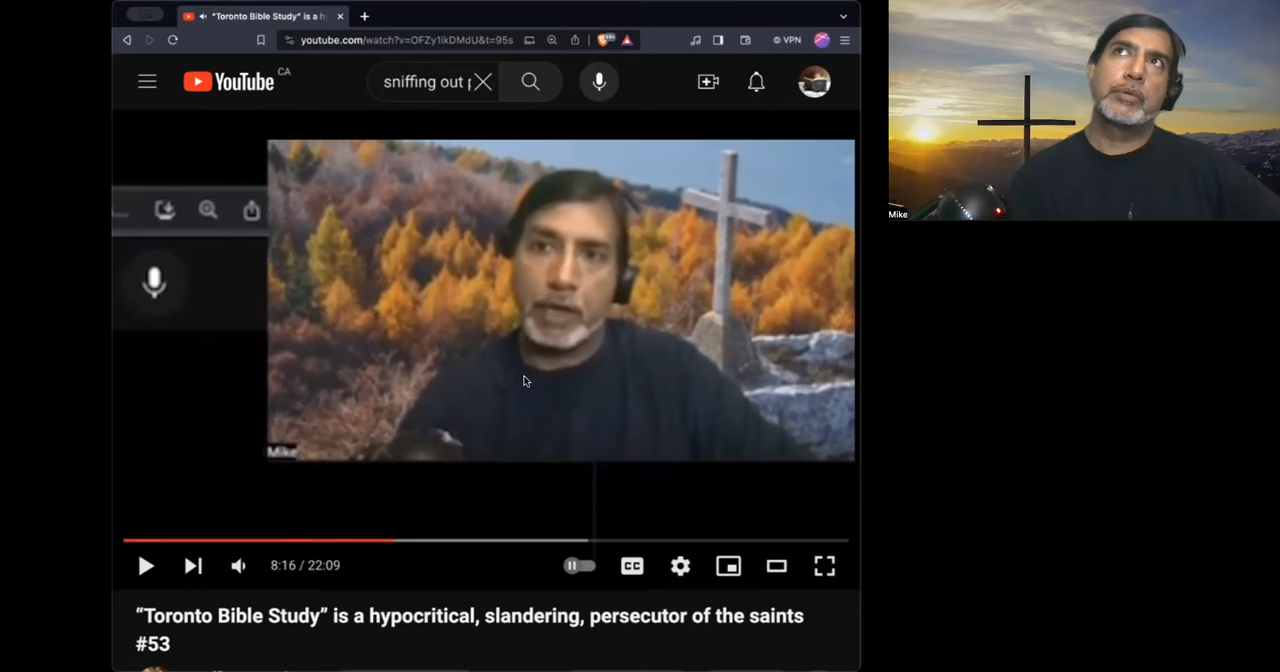 "Toronto Bible Study" is a h
youtube.com/watch?v=OFZy1IkDMdU&t=95s
VPN
YouTube CA
sniffing out
Mike
Mike
CC
8:16 / 22:09
“Toronto Bible Study” is a hypocritical, slandering, persecutor of the saints
#53